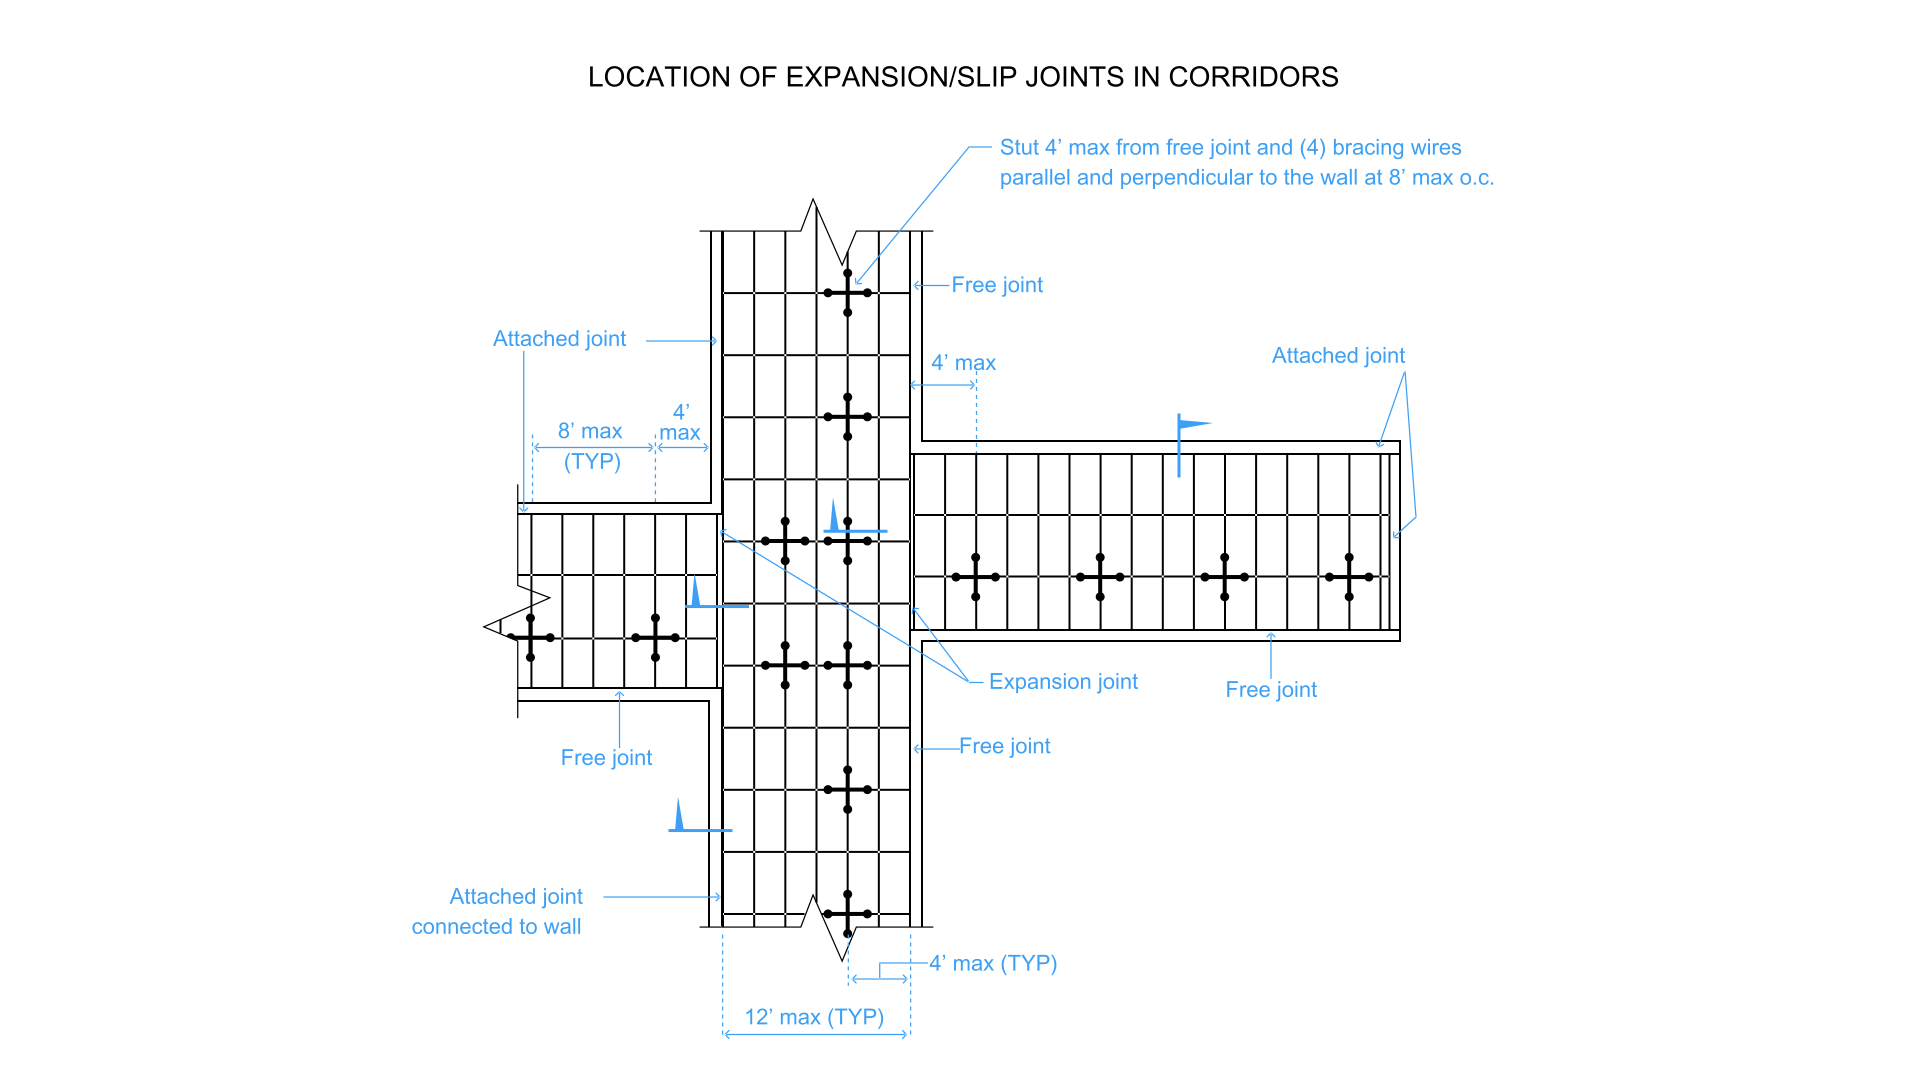 LOCATION OF EXPANSION/SLIP JOINTS IN CORRIDORS
Stut 4’ max from free joint and (4) bracing wires
parallel and perpendicular to the wall at 8’ max o.c.
Free joint
Attached joint
4’ max
Attached joint
4’
max
8’ max
(TYP)
Expansion joint
Free joint
Free joint
Free joint
Attached joint
connected to wall
4’ max (TYP)
12’ max (TYP)